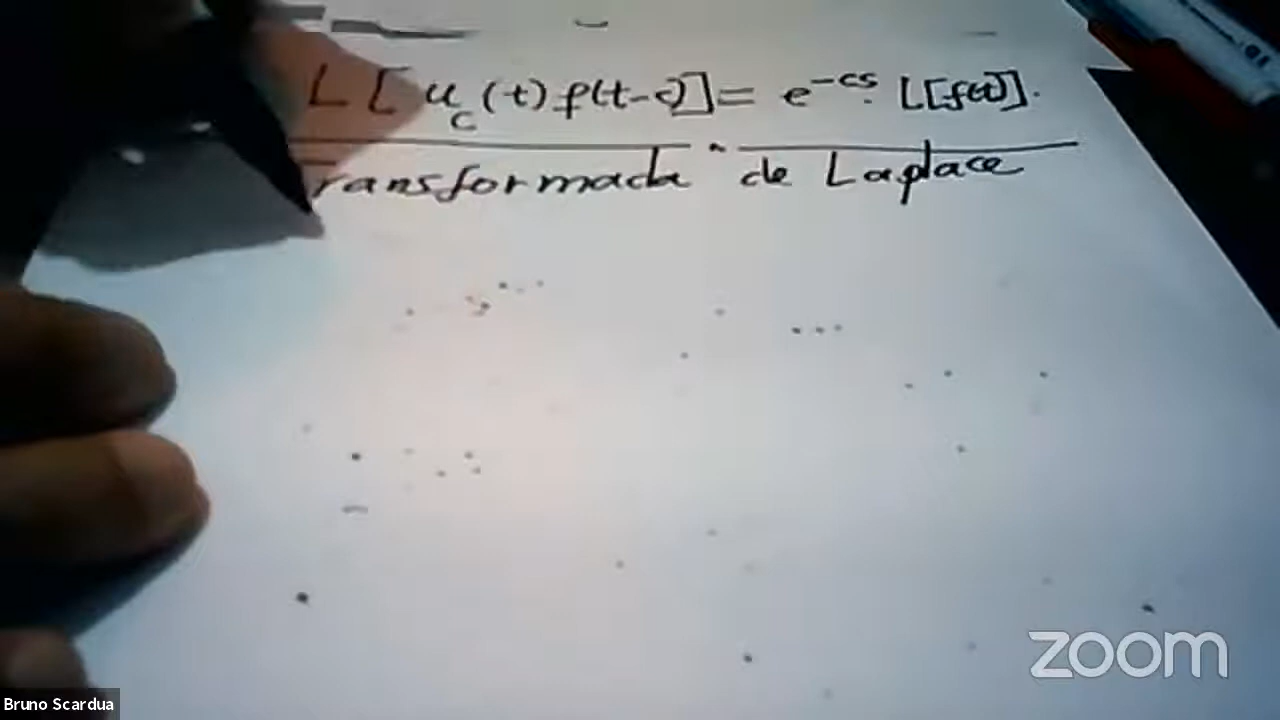 L[u_c(t)f(t-c)] = e^{-cs}. L[f(t)].
Transformada de Laplace
zoom
Bruno Scardua